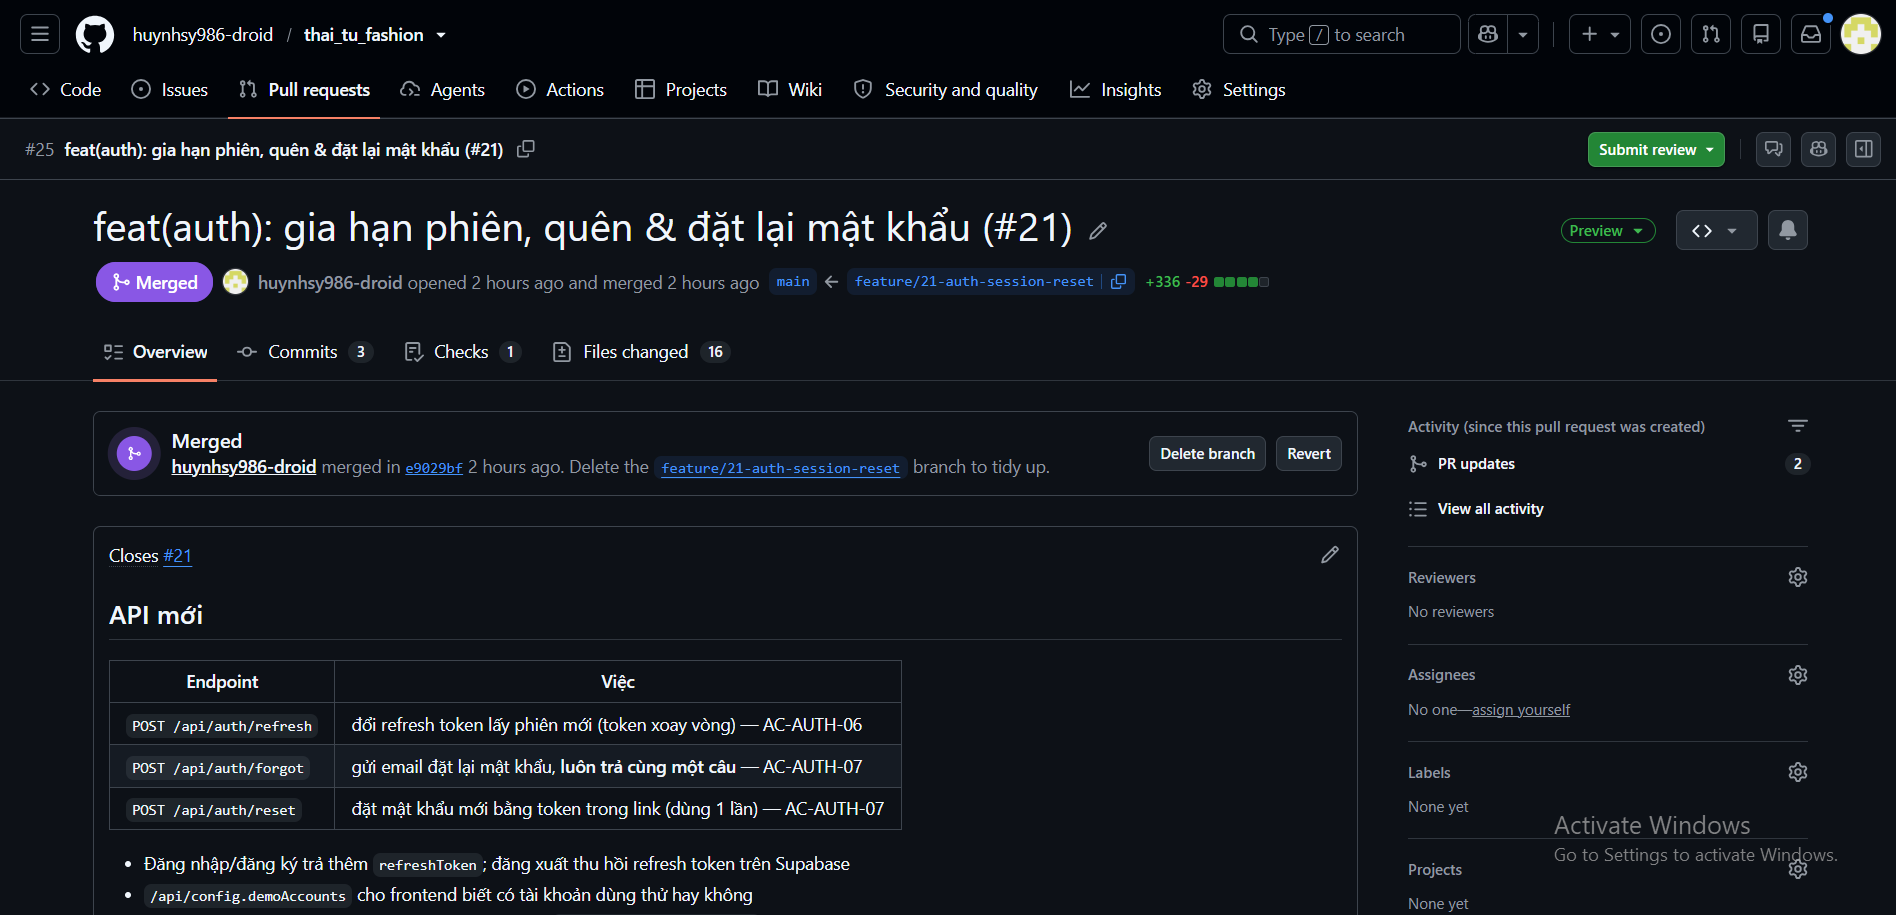 huynhsy986-droid / thai_tu_fashion
Type / to search
Code
Issues
Pull requests
Agents
Actions
Projects
Wiki
Security and quality
Insights
Settings
#25 feat(auth): gia hạn phiên, quên & đặt lại mật khẩu (#21)
Submit review
feat(auth): gia hạn phiên, quên & đặt lại mật khẩu (#21)
Preview
Merged
huynhsy986-droid opened 2 hours ago and merged 2 hours ago main ← feature/21-auth-session-reset +336 -29
Overview
Commits 3
Checks 1
Files changed 16
Merged
huynhsy986-droid merged in e9029bf 2 hours ago. Delete the feature/21-auth-session-reset branch to tidy up.
Delete branch
Revert
Closes #21
API mới
Endpoint Việc
POST /api/auth/refresh đổi refresh token lấy phiên mới (token xoay vòng) — AC-AUTH-06
POST /api/auth/forgot gửi email đặt lại mật khẩu, luôn trả cùng một câu — AC-AUTH-07
POST /api/auth/reset đặt mật khẩu mới bằng token trong link (dùng 1 lần) — AC-AUTH-07
• Đăng nhập/đăng ký trả thêm refreshToken; đăng xuất thu hồi refresh token trên Supabase
• /api/config.demoAccounts cho frontend biết có tài khoản dùng thử hay không
Activity (since this pull request was created)
PR updates 2
View all activity
Reviewers
No reviewers
Assignees
No one—assign yourself
Labels
None yet
Projects
None yet
Activate Windows
Go to Settings to activate Windows.